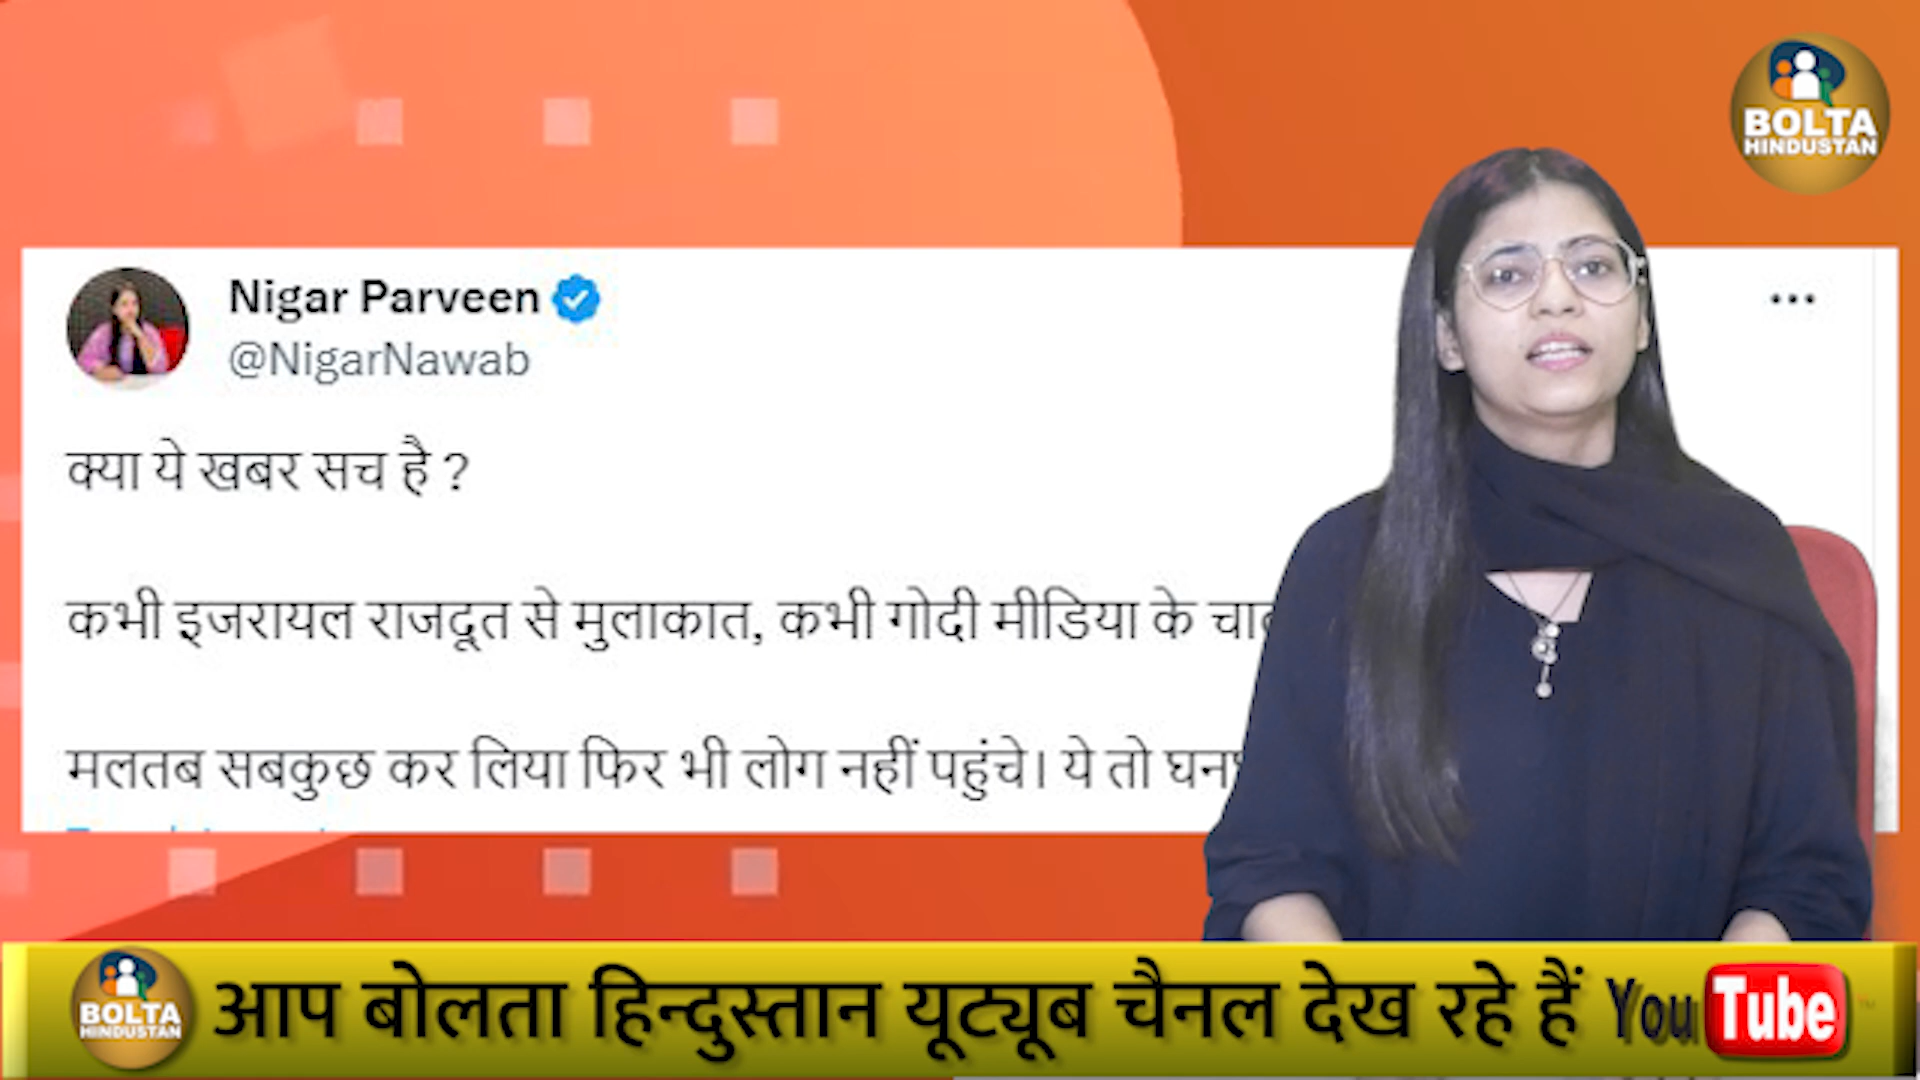 BOLTA
HINDUSTAN
Nigar Parveen
@NigarNawab
क्या ये खबर सच है ?
कभी इजरायल राजदूत से मुलाकात, कभी गोदी मीडिया के
मलतब सबकुछ कर लिया फिर भी लोग नहीं पहुंचे। ये तो
BOLTA
HINDUSTAN
आप बोलता हिन्दुस्तान यूट्यूब चैनल देख रहे हैं YouTube